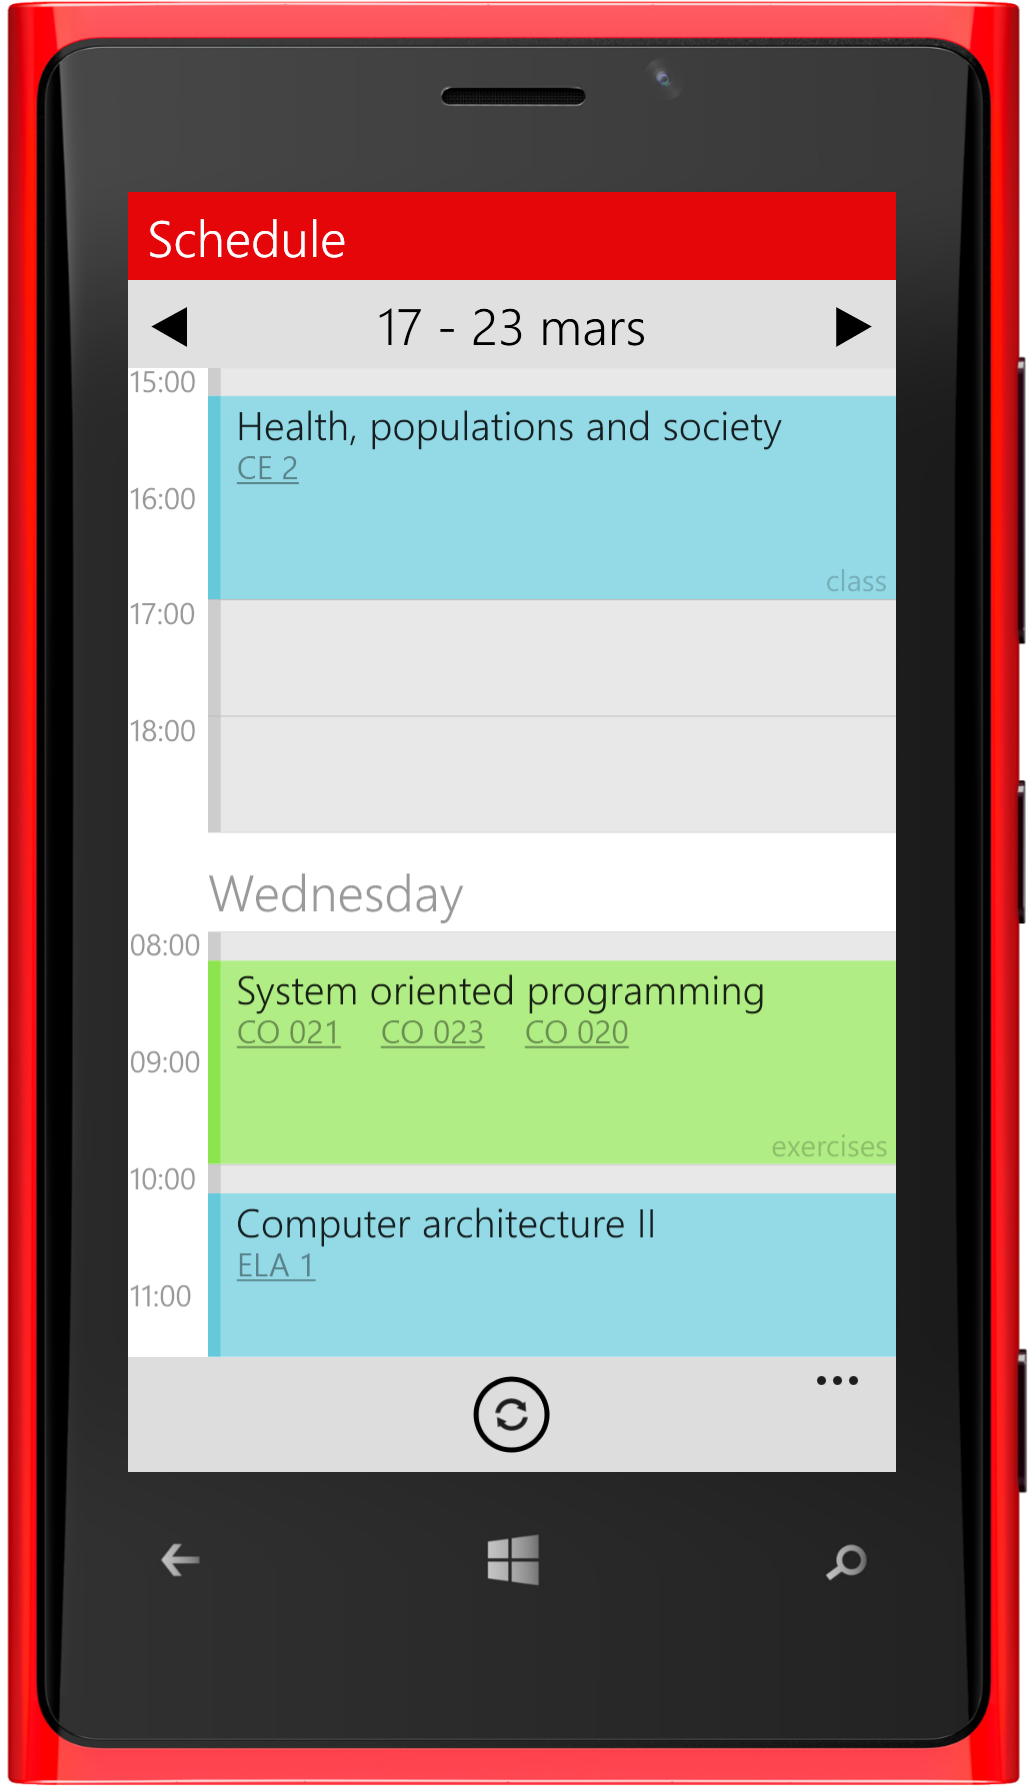 Schedule
17 - 23 mars
15:00
Health, populations and society
CE 2
16:00
class
17:00
18:00
Wednesday
08:00
System oriented programming
CO 021 CO 023 CO 020
09:00
exercises
10:00
Computer architecture II
ELA 1
11:00